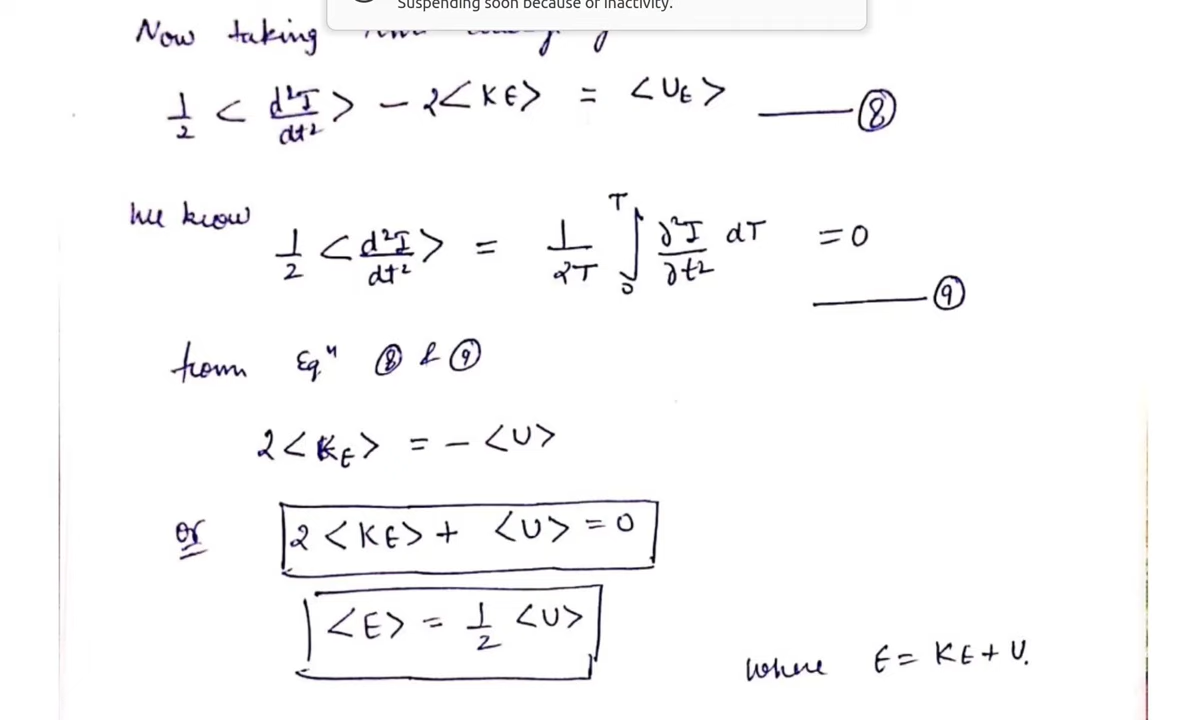 Suspending soon because of inactivity.
Now taking
1/2 < d²I/dt² > - 2<KE> = <U_E> —— ⑧
We know
1/2 < d²I/dt² > = 1/2T ∫₀ᵀ ∂²I/∂t² dT = 0
—— ⑨
from Eqⁿ ⑧ & ⑨
2<K_E> = - <U>
or 2<KE> + <U> = 0
<E> = 1/2 <U>
where E = KE + U.